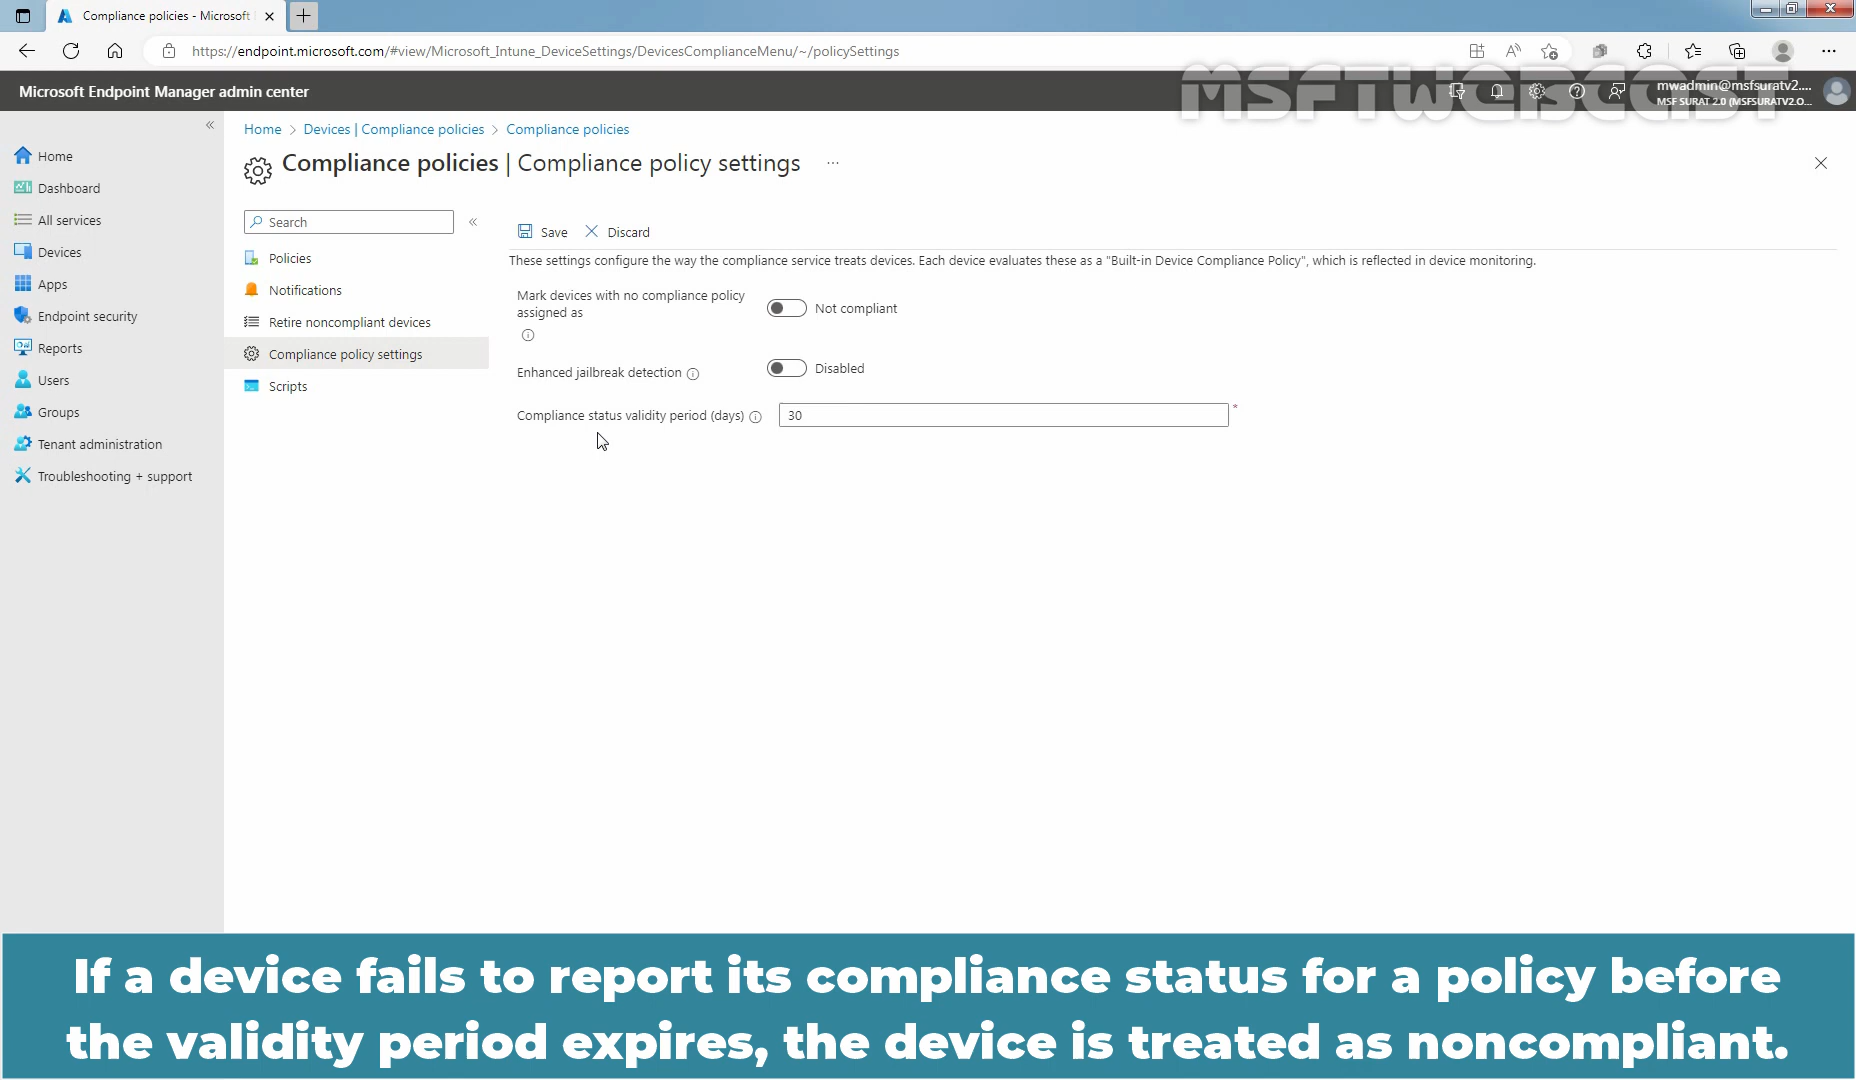 Compliance policies - Microsoft
https://endpoint.microsoft.com/#view/Microsoft_Intune_DeviceSettings/DevicesComplianceMenu/~/policySettings
Microsoft Endpoint Manager admin center
MSFTWEBCAST
mwadmin@msfsuratv2....
MSF SURAT 2.0 (MSFSURATV2.O...
Home
Dashboard
All services
Devices
Apps
Endpoint security
Reports
Users
Groups
Tenant administration
Troubleshooting + support
Home > Devices | Compliance policies > Compliance policies
Compliance policies | Compliance policy settings ...
Search
Policies
Notifications
Retire noncompliant devices
Compliance policy settings
Scripts
Save Discard
These settings configure the way the compliance service treats devices. Each device evaluates these as a "Built-in Device Compliance Policy", which is reflected in device monitoring.
Mark devices with no compliance policy
assigned as
Not compliant
Enhanced jailbreak detection
Disabled
Compliance status validity period (days)
30 *
If a device fails to report its compliance status for a policy before
the validity period expires, the device is treated as noncompliant.